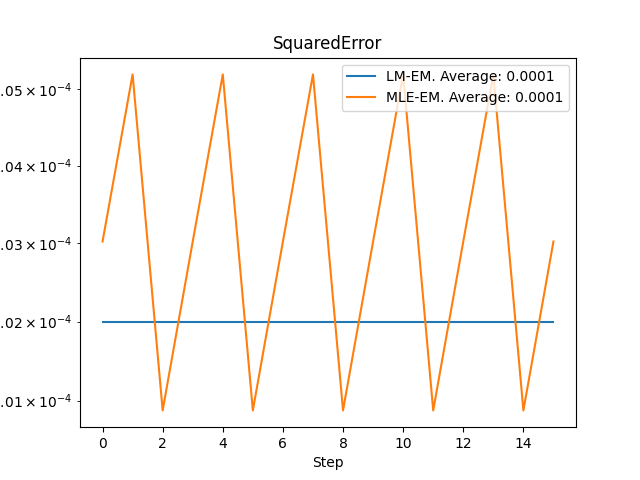 SquaredError
LM-EM. Average: 0.0001
MLE-EM. Average: 0.0001
.05 × 10⁻⁴
.04 × 10⁻⁴
.03 × 10⁻⁴
.02 × 10⁻⁴
.01 × 10⁻⁴
0 2 4 6 8 10 12 14
Step